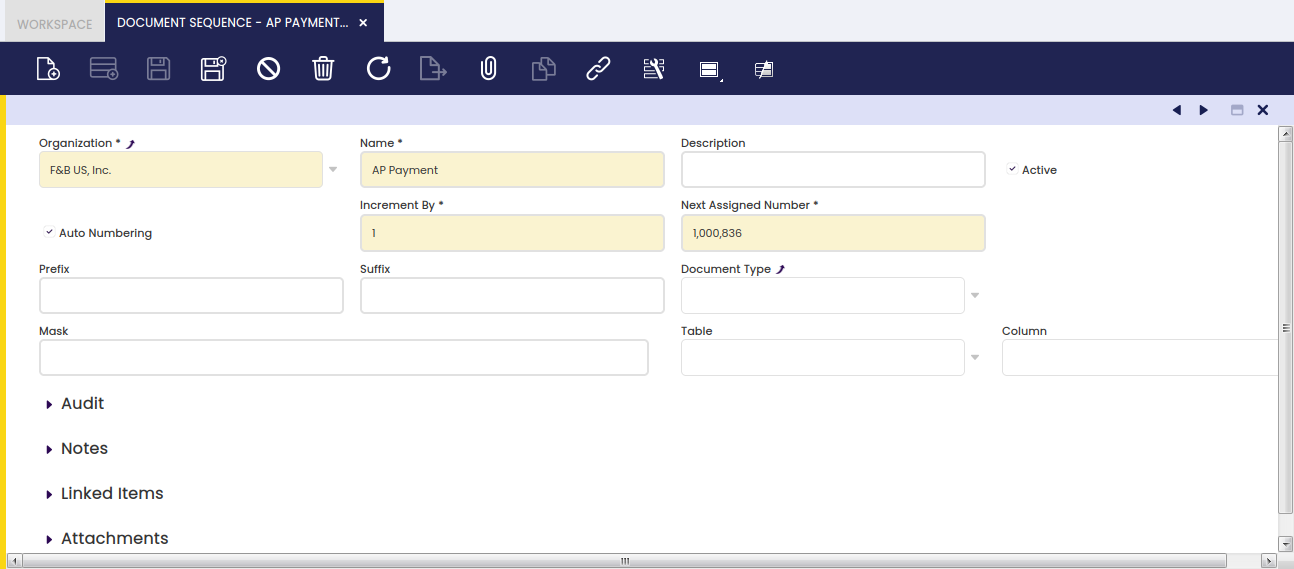 WORKSPACE
DOCUMENT SEQUENCE - AP PAYMENT...
Organization * Name * Description
F&B US, Inc. AP Payment Active
Increment By * Next Assigned Number *
Auto Numbering 1 1,000,836
Prefix Suffix Document Type
Mask Table Column
Audit
Notes
Linked Items
Attachments